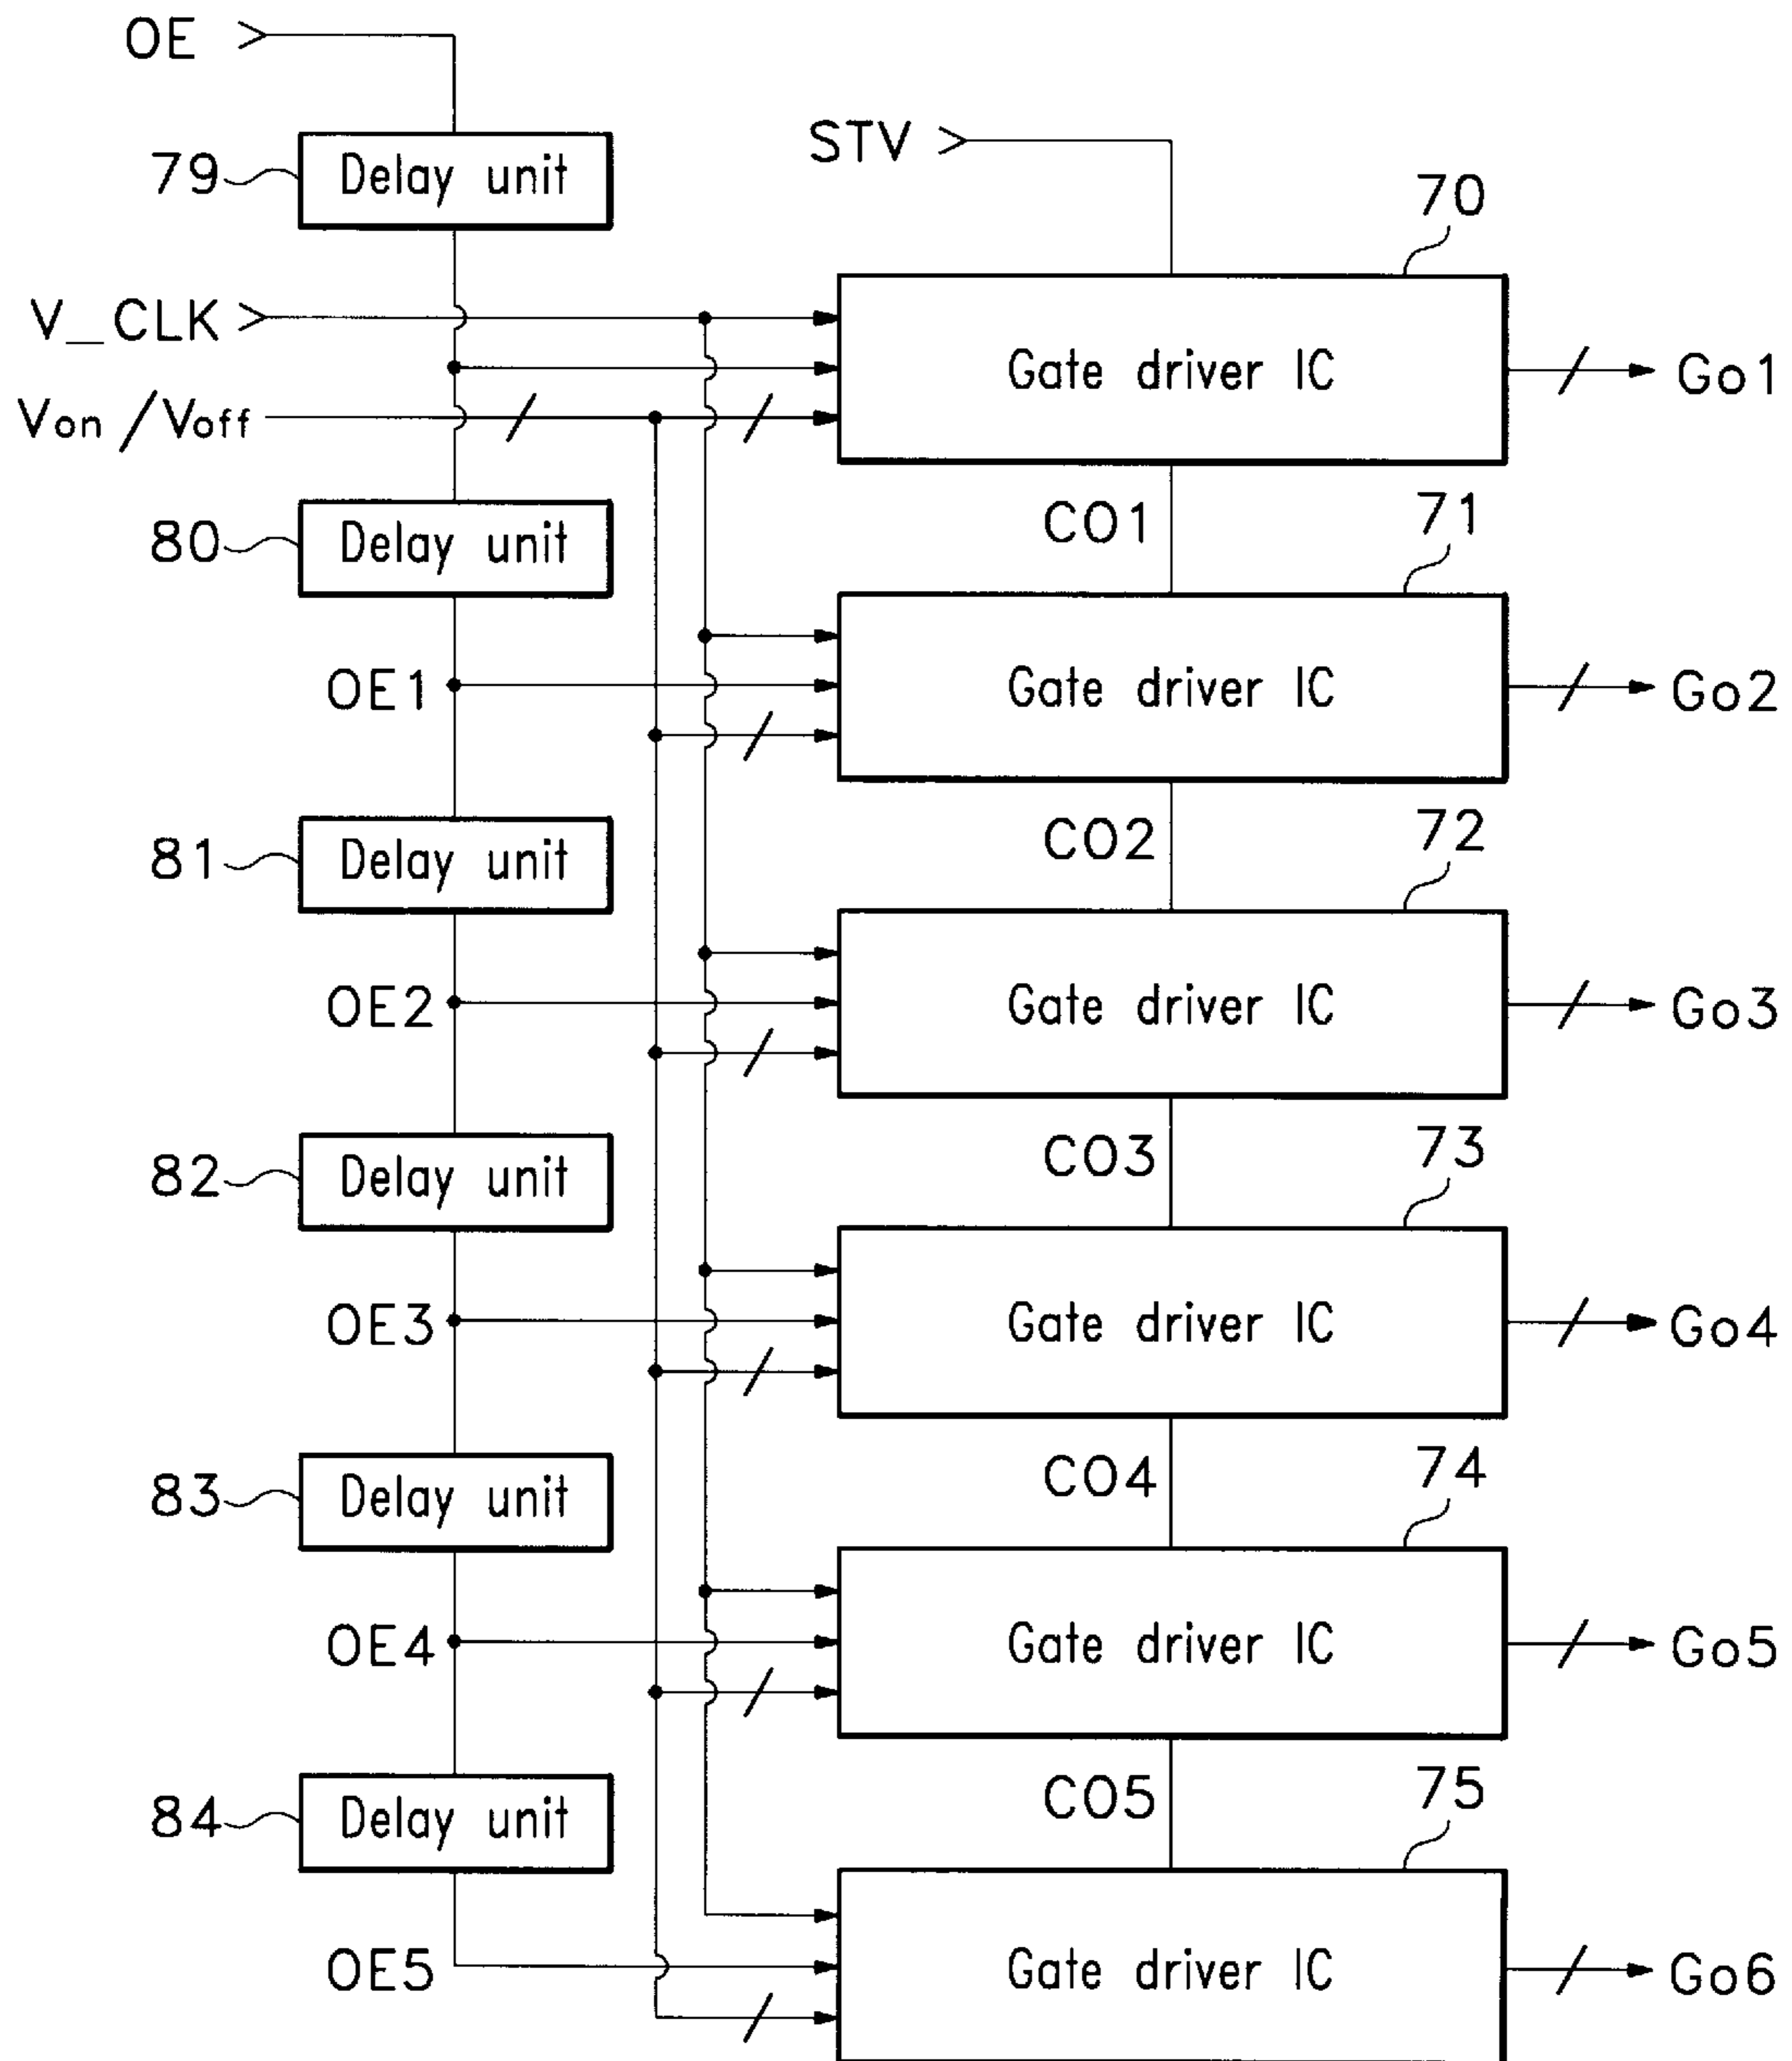 OE
STV
79 Delay unit
70
V_CLK
Gate driver IC
Go1
Von/Voff
80 Delay unit
CO1
71
OE1
Gate driver IC
Go2
81 Delay unit
CO2
72
OE2
Gate driver IC
Go3
82 Delay unit
CO3
73
OE3
Gate driver IC
Go4
83 Delay unit
CO4
74
OE4
Gate driver IC
Go5
84 Delay unit
CO5
75
OE5
Gate driver IC
Go6